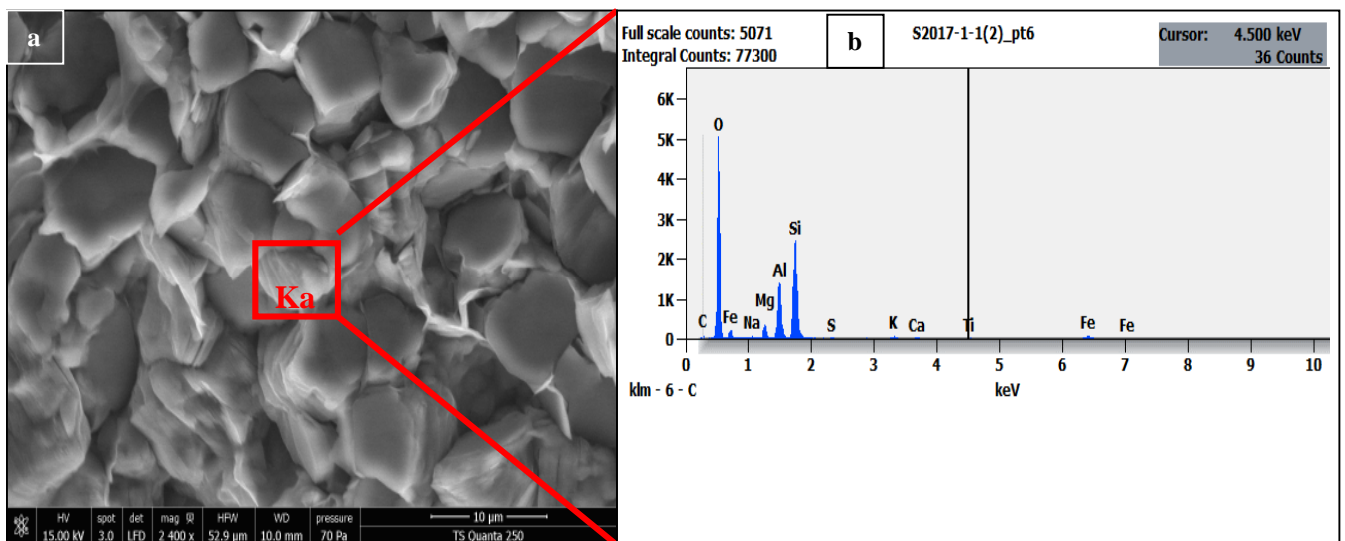 a
Ka
HV spot det mag HFW WD pressure
15.00 kV 3.0 LFD 2 400 x 52.9 µm 10.0 mm 70 Pa
10 µm
TS Quanta 250
Full scale counts: 5071
Integral Counts: 77300
b
S2017-1-1(2)_pt6
Cursor: 4.500 keV
36 Counts
6K
5K
4K
3K
2K
1K
0
O
Si
Al
Mg
C Fe Na S K Ca Ti Fe Fe
0 1 2 3 4 5 6 7 8 9 10
klm - 6 - C
keV